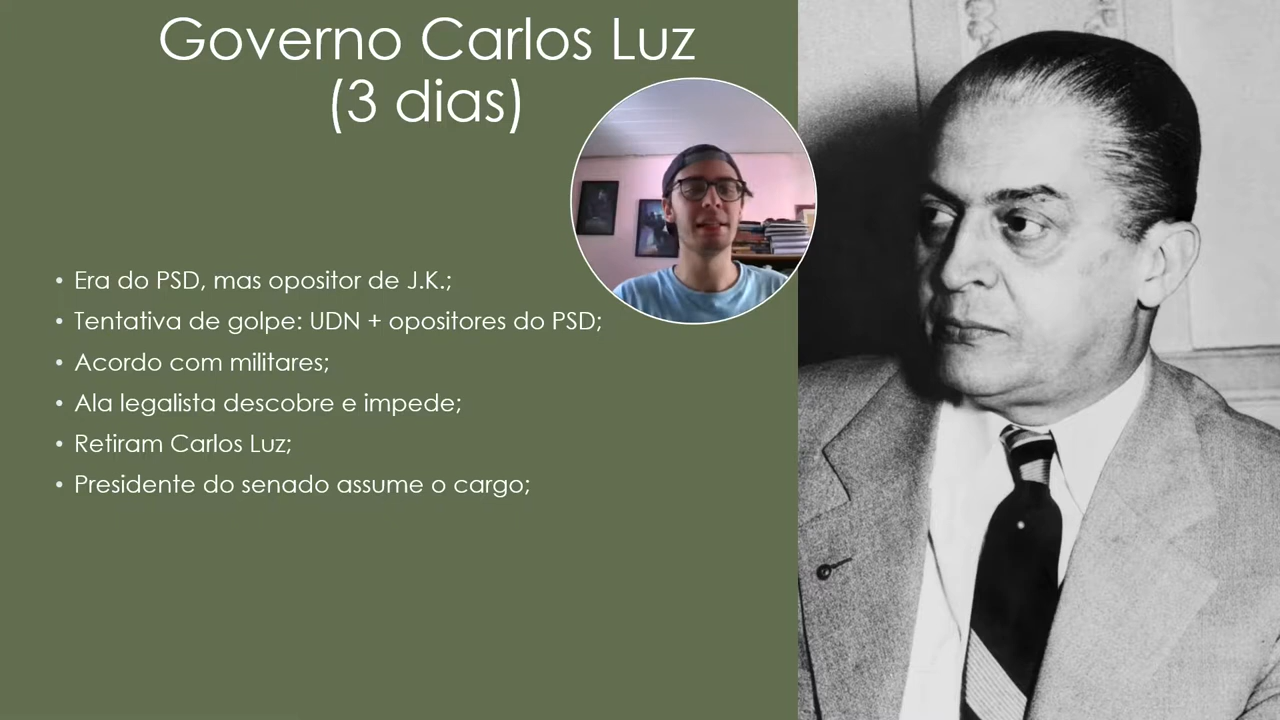 Governo Carlos Luz
(3 dias)
• Era do PSD, mas opositor de J.K.;
• Tentativa de golpe: UDN + opositores do PSD;
• Acordo com militares;
• Ala legalista descobre e impede;
• Retiram Carlos Luz;
• Presidente do senado assume o cargo;